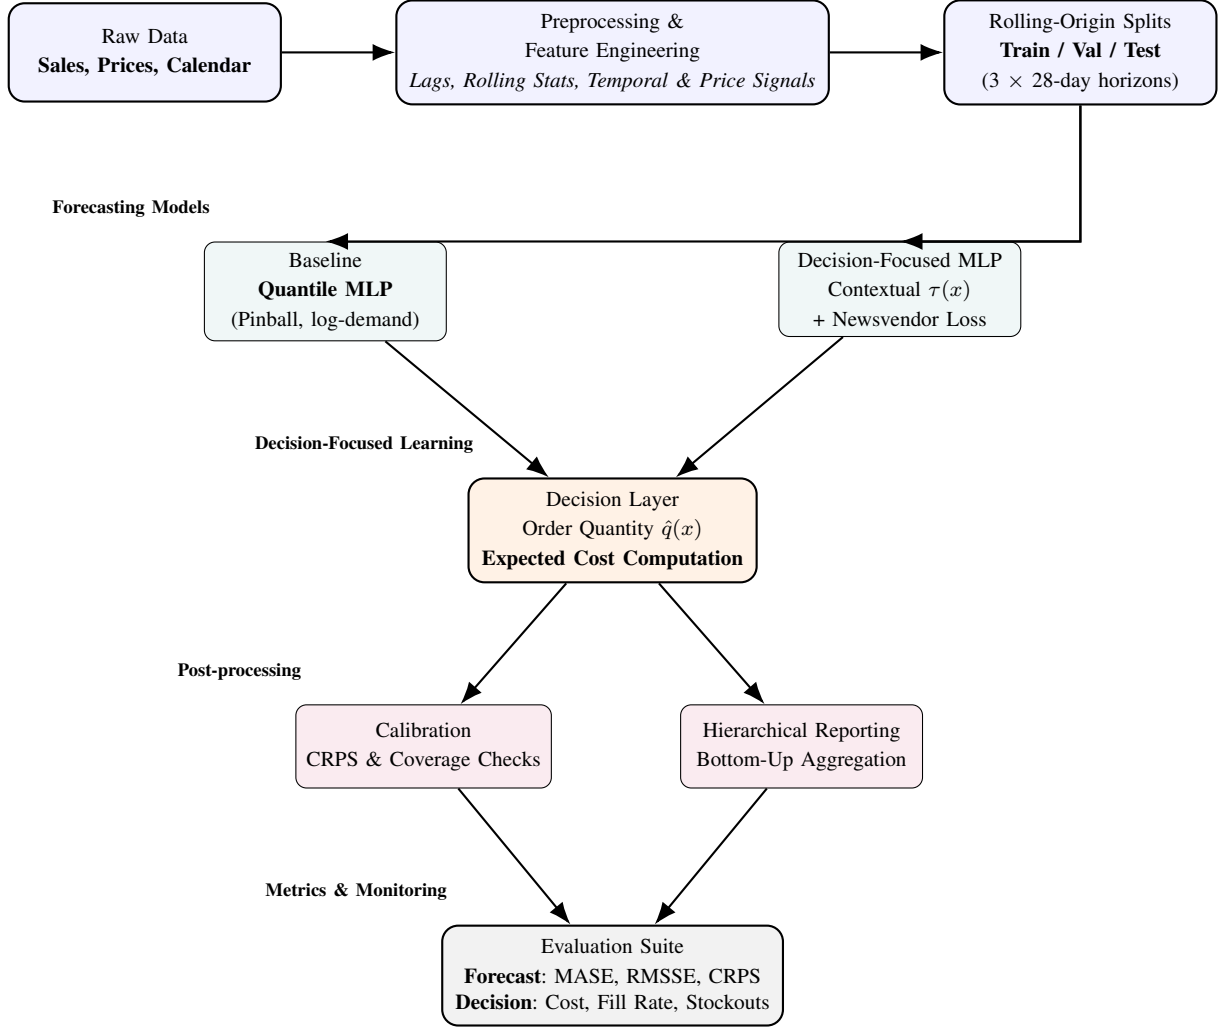 Raw Data
Sales, Prices, Calendar
Preprocessing &
Feature Engineering
Lags, Rolling Stats, Temporal & Price Signals
Rolling-Origin Splits
Train / Val / Test
(3 × 28-day horizons)
Forecasting Models
Baseline
Quantile MLP
(Pinball, log-demand)
Decision-Focused MLP
Contextual τ(x)
+ Newsvendor Loss
Decision-Focused Learning
Decision Layer
Order Quantity q̂(x)
Expected Cost Computation
Post-processing
Calibration
CRPS & Coverage Checks
Hierarchical Reporting
Bottom-Up Aggregation
Metrics & Monitoring
Evaluation Suite
Forecast: MASE, RMSSE, CRPS
Decision: Cost, Fill Rate, Stockouts